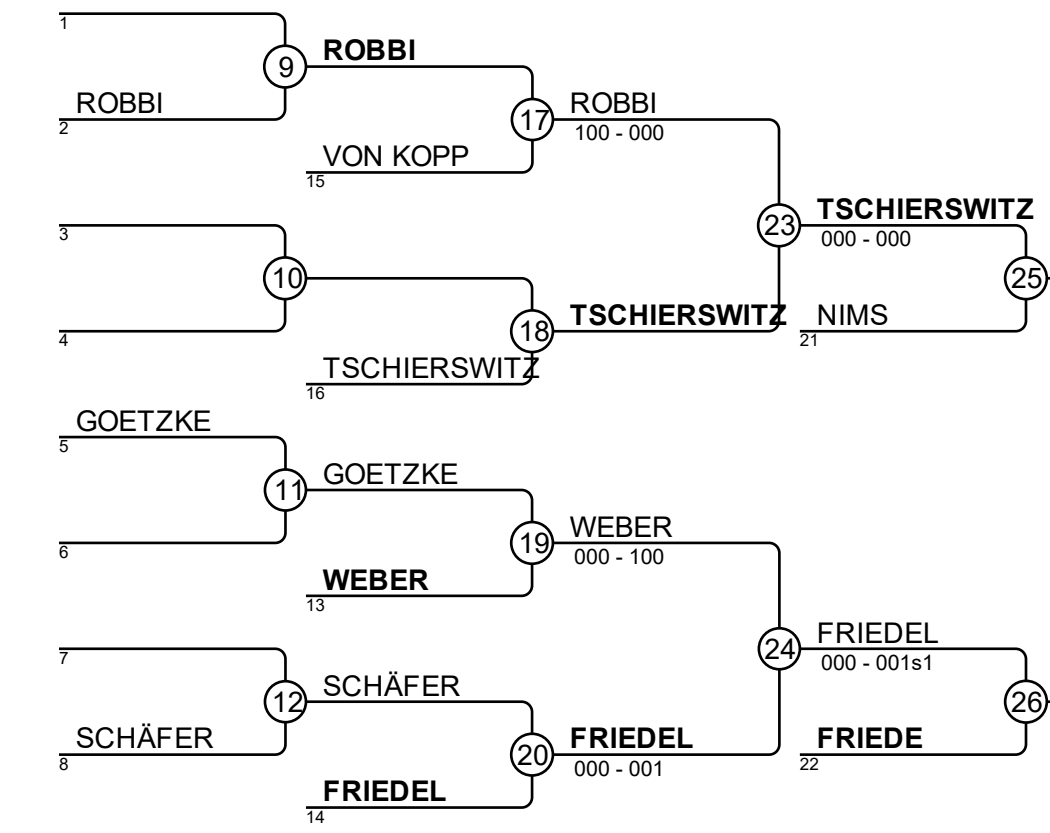 1
9
ROBBI
ROBBI
2
17
ROBBI
100 - 000
VON KOPP
15
3
23
TSCHIERSWITZ
000 - 000
10
25
4
18
TSCHIERSWITZ
NIMS
21
TSCHIERSWITZ
16
GOETZKE
5
11
GOETZKE
6
19
WEBER
000 - 100
WEBER
13
7
24
FRIEDEL
000 - 001s1
12
SCHÄFER
26
SCHÄFER
8
20
FRIEDEL
000 - 001
FRIEDE
22
FRIEDEL
14